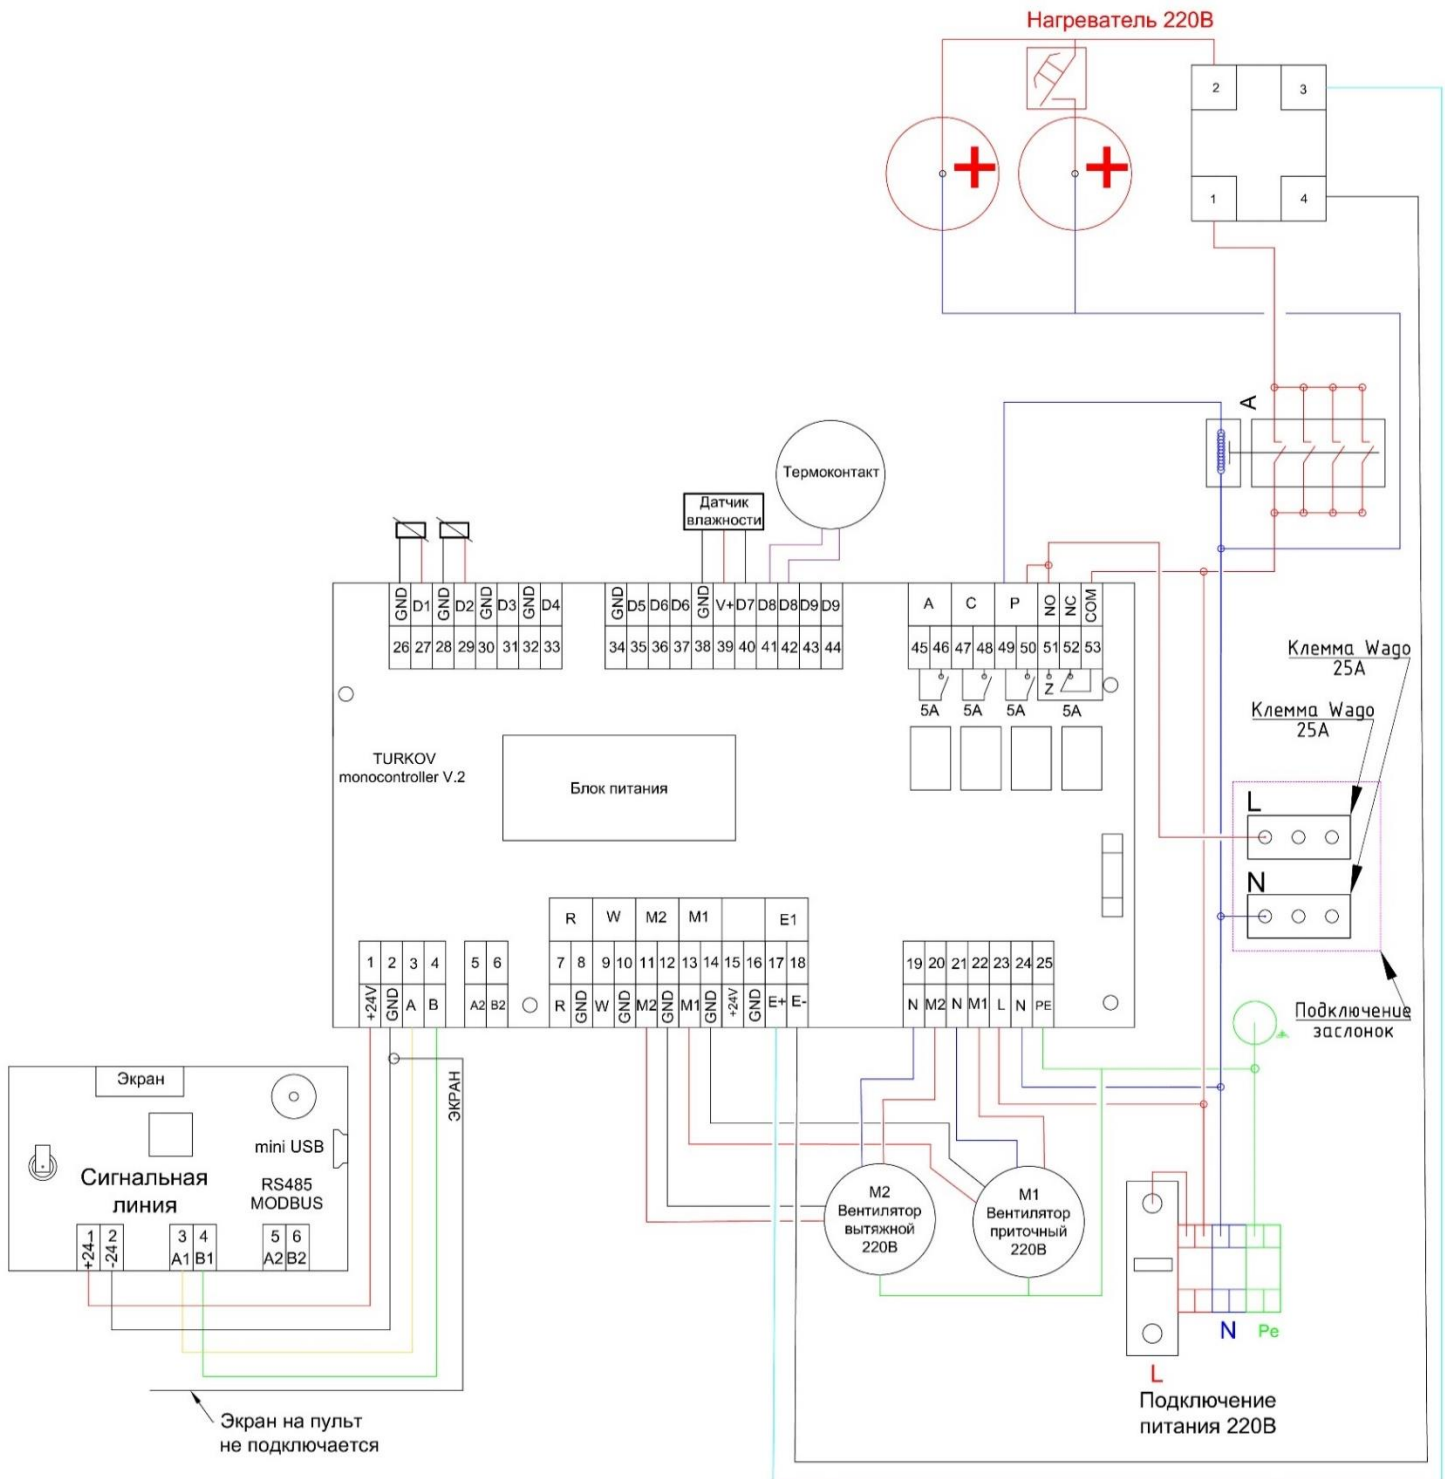 Нагреватель 220В
2
3
1
4
A
Термоконтакт
Датчик
влажности
GND D1 GND D2 GND D3 GND D4
26 27 28 29 30 31 32 33
GND D5 D6 D6 GND V+ D7 D8 D8 D9 D9
34 35 36 37 38 39 40 41 42 43 44
A C P NO NC COM
45 46 47 48 49 50 51 52 53
Z
5A 5A 5A 5A
Клемма Wago
25А
Клемма Wago
25А
TURKOV
monocontroller V.2
Блок питания
L
N
Подключение
заслонок
R W M2 M1 E1
1 2 3 4 5 6 7 8 9 10 11 12 13 14 15 16 17 18
+24V GND A B A2 B2 R GND W GND M2 GND M1 GND +24V GND E+ E-
19 20 21 22 23 24 25
N M2 N M1 L N PE
ЭКРАН
Экран
mini USB
Сигнальная
линия
RS485
MODBUS
1 2 3 4 5 6
+24 -24 A1 B1 A2 B2
M2
Вентилятор
вытяжной
220В
M1
Вентилятор
приточный
220В
N
Pe
L
Подключение
питания 220В
Экран на пульт
не подключается